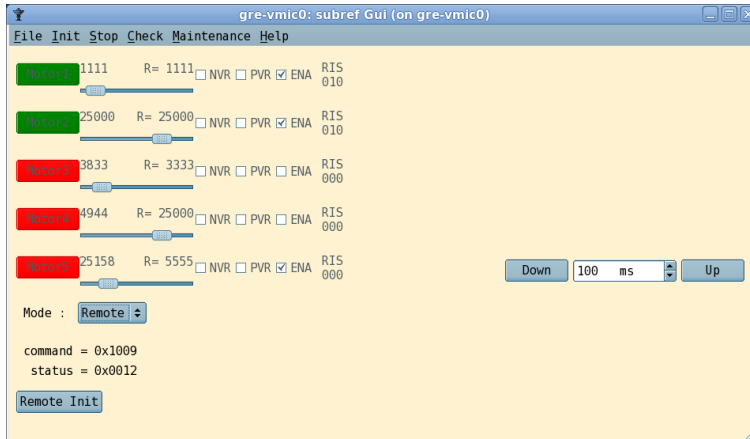 gre-vmic0: subref Gui (on gre-vmic0)
File Init Stop Check Maintenance Help
Motor1 1111 R= 1111 NVR PVR ENA RIS
010
Motor2 25000 R= 25000 NVR PVR ENA RIS
010
Motor3 3833 R= 3333 NVR PVR ENA RIS
000
Motor4 4944 R= 25000 NVR PVR ENA RIS
000
Motor5 25158 R= 5555 NVR PVR ENA RIS
000
Down 100 ms Up
Mode : Remote
command = 0x1009
status = 0x0012
Remote Init